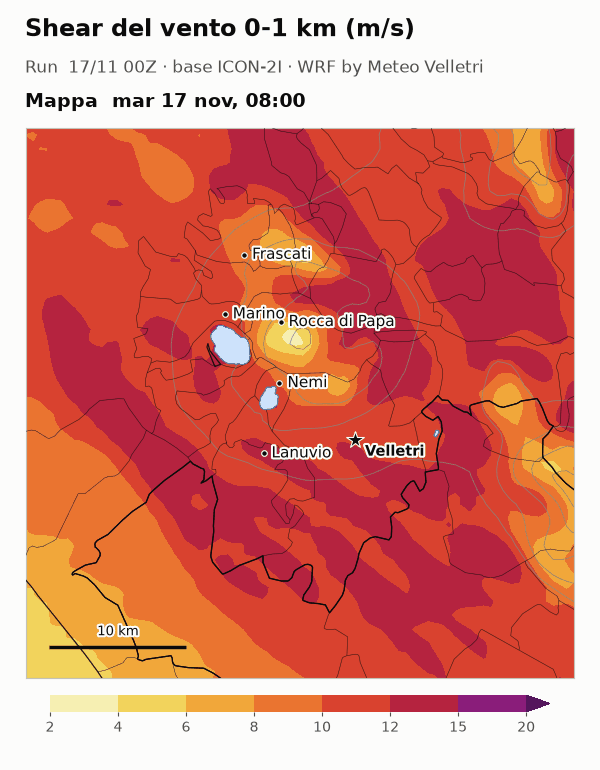 Shear del vento 0-1 km (m/s)
Run  17/11 00Z · base ICON-2I · WRF by Meteo Velletri
Mappa  mar 17 nov, 08:00
Frascati
Marino
Rocca di Papa
Nemi
Velletri
Lanuvio
10 km
2 4 6 8 10 12 15 20